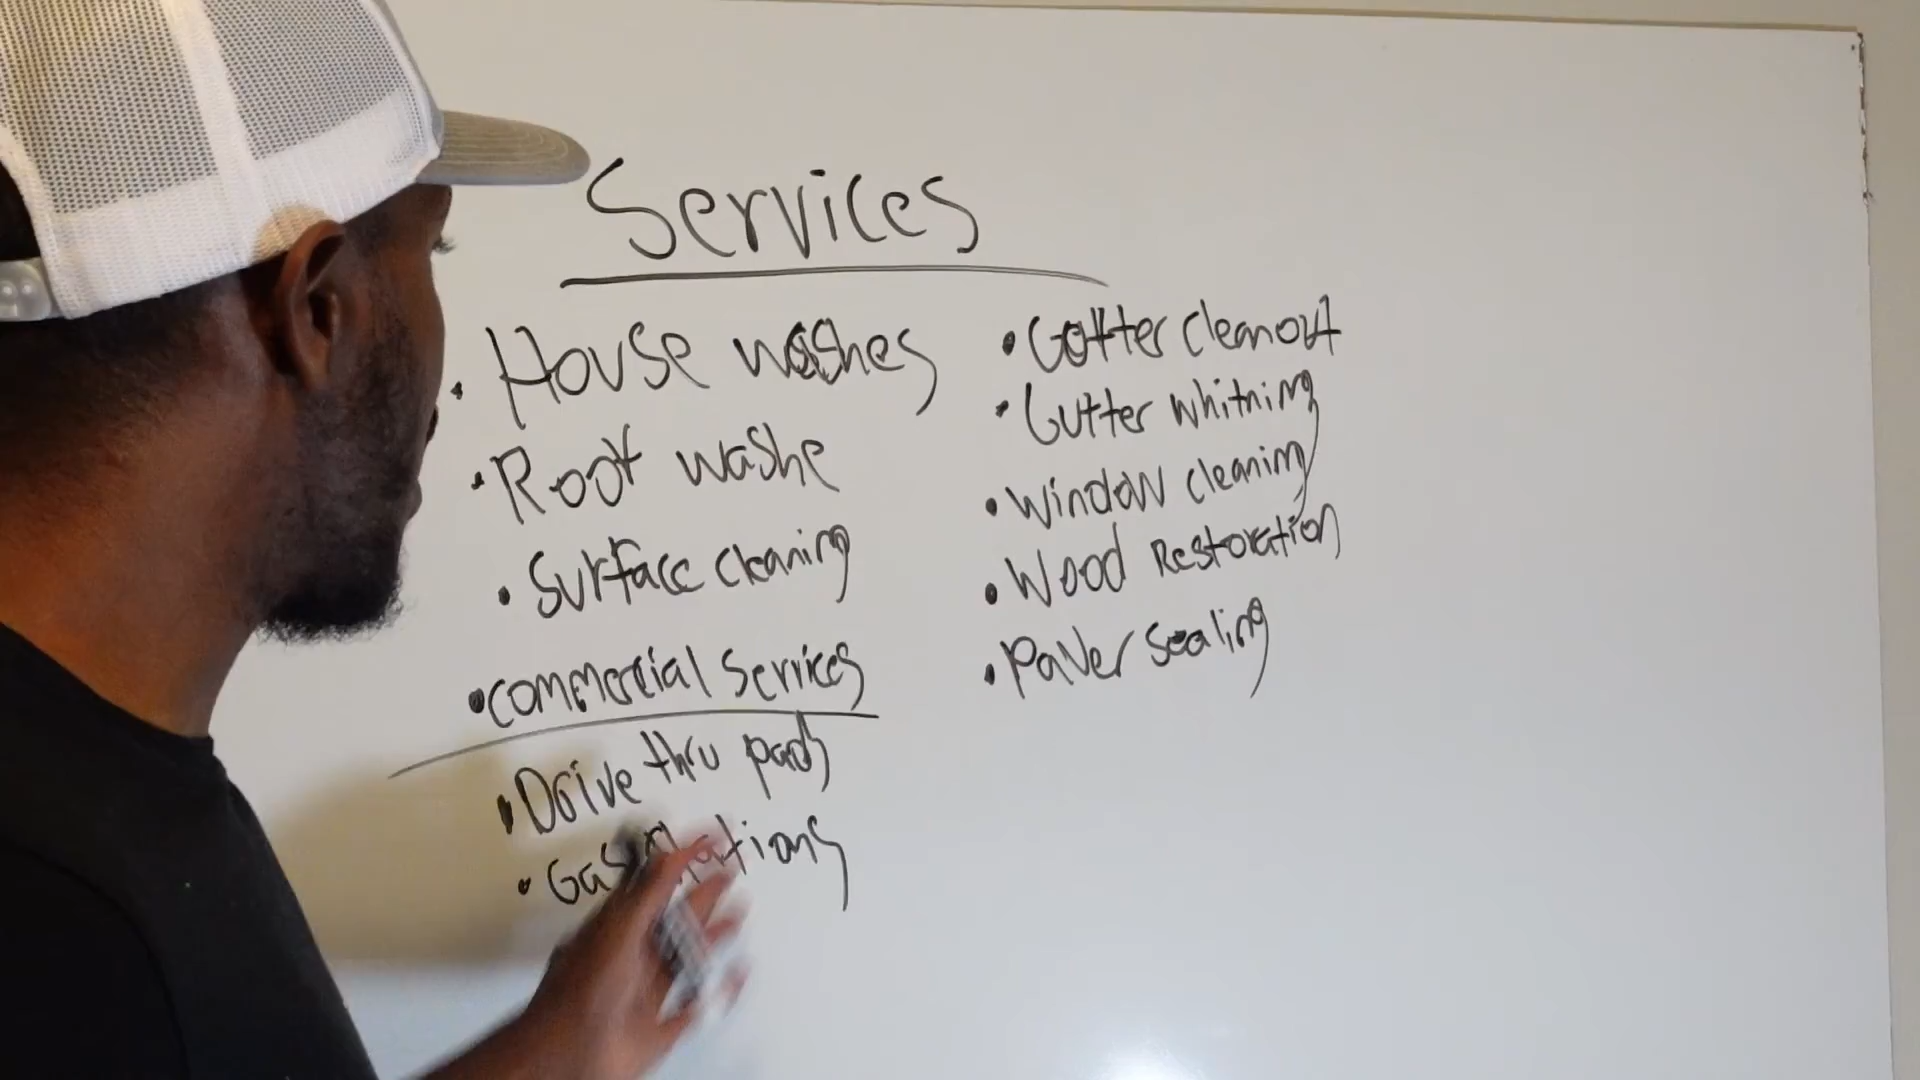 Services
• House washes
• Roof washe
• Surface cleaning
• commercial Services
• Drive thru pads
• Gas stations
• Gutter cleanout
• Gutter whitning
• Window cleaning
• Wood Restoration
• Paver sealing